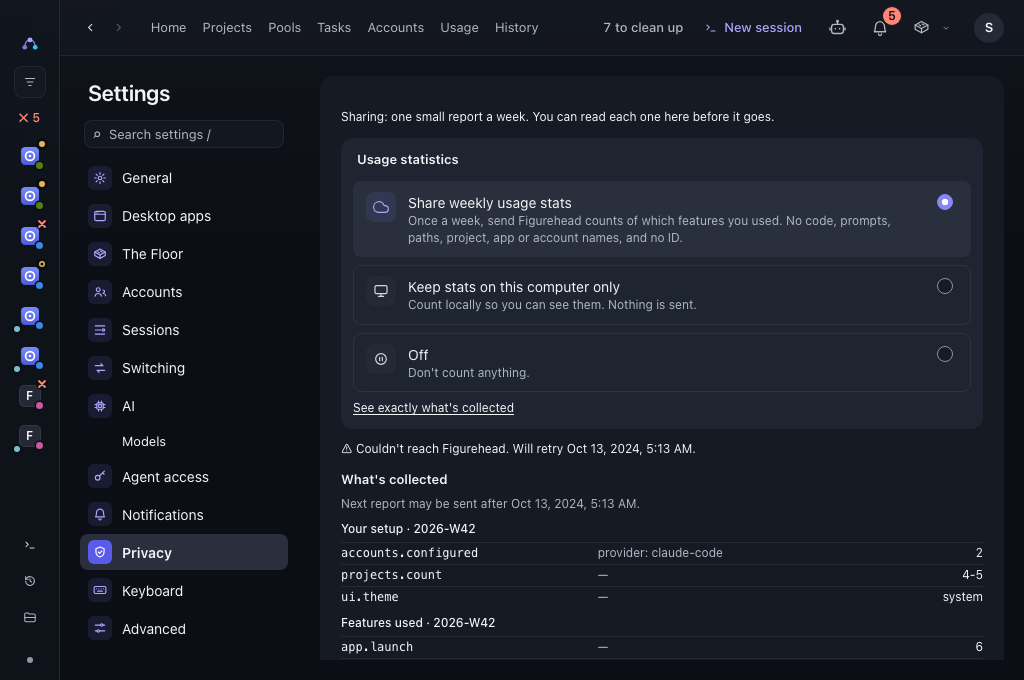 Home Projects Pools Tasks Accounts Usage History 7 to clean up New session 5 S
5
F
F
Settings
Search settings /
General
Desktop apps
The Floor
Accounts
Sessions
Switching
AI
Models
Agent access
Notifications
Privacy
Keyboard
Advanced
Sharing: one small report a week. You can read each one here before it goes.
Usage statistics
Share weekly usage stats
Once a week, send Figurehead counts of which features you used. No code, prompts,
paths, project, app or account names, and no ID.
Keep stats on this computer only
Count locally so you can see them. Nothing is sent.
Off
Don't count anything.
See exactly what's collected
Couldn't reach Figurehead. Will retry Oct 13, 2024, 5:13 AM.
What's collected
Next report may be sent after Oct 13, 2024, 5:13 AM.
Your setup · 2026-W42
accounts.configured provider: claude-code 2
projects.count — 4-5
ui.theme — system
Features used · 2026-W42
app.launch — 6